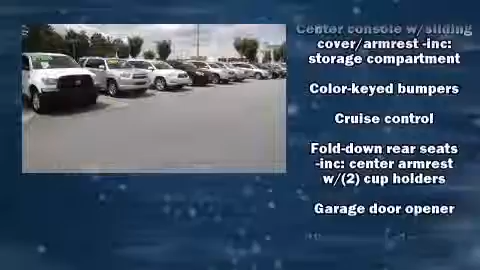 Center console w/sliding
cover/armrest -inc:
storage compartment
Color-keyed bumpers
Cruise control
Fold-down rear seats
-inc: center armrest
w/(2) cup holders
Garage door opener